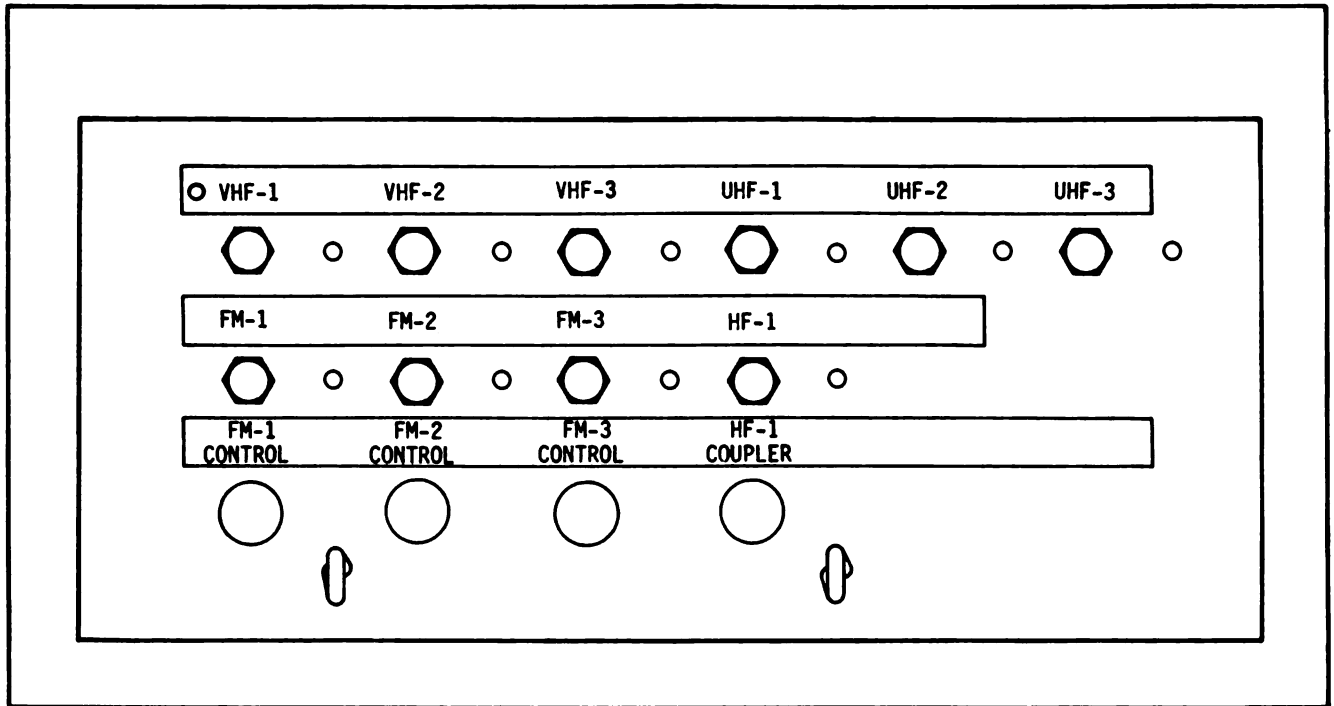 VHF-1 VHF-2 VHF-3 UHF-1 UHF-2 UHF-3
FM-1 FM-2 FM-3 HF-1
FM-1 FM-2 FM-3 HF-1
CONTROL CONTROL CONTROL COUPLER